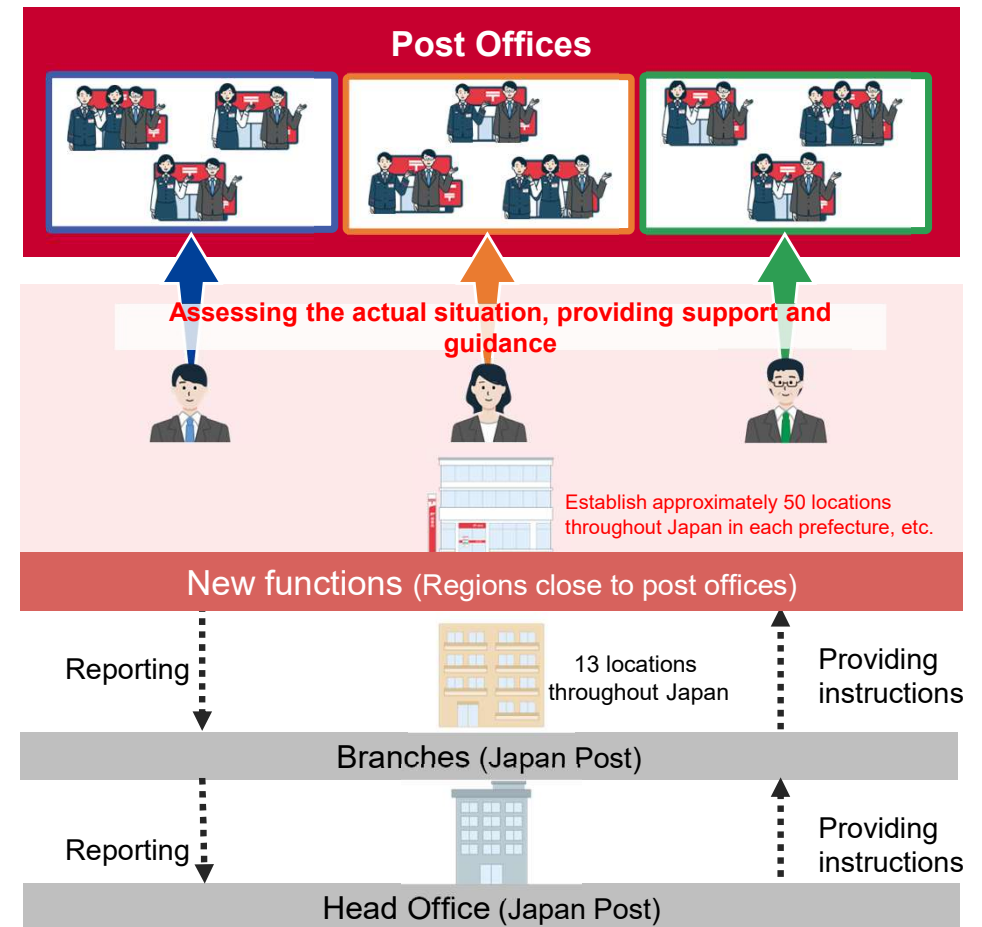 Post Offices
Assessing the actual situation, providing support and
guidance
Establish approximately 50 locations
throughout Japan in each prefecture, etc.
New functions (Regions close to post offices)
Reporting
13 locations
throughout Japan
Providing
instructions
Branches (Japan Post)
Reporting
Providing
instructions
Head Office (Japan Post)